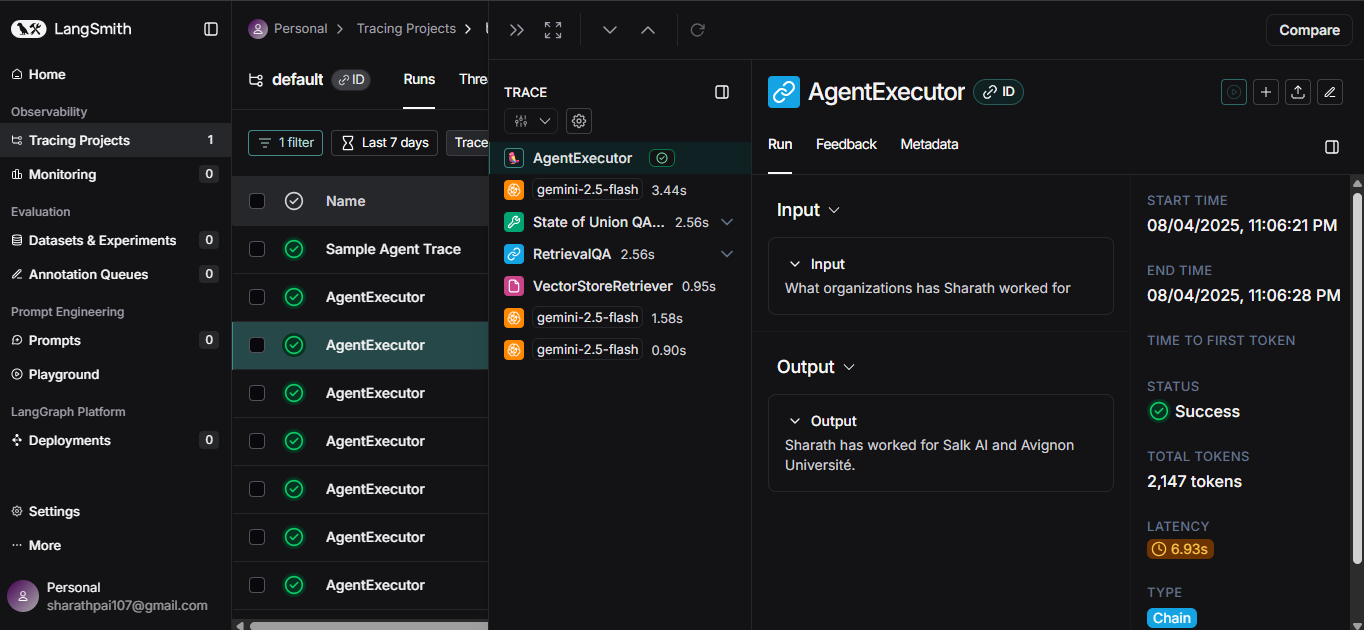 LangSmith
Home
Observability
Tracing Projects 1
Monitoring 0
Evaluation
Datasets & Experiments 0
Annotation Queues 0
Prompt Engineering
Prompts 0
Playground
LangGraph Platform
Deployments 0
Settings
More
Personal
sharathpai107@gmail.com
Personal > Tracing Projects >
default ID Runs Thre
1 filter Last 7 days Trace
Name
Sample Agent Trace
AgentExecutor
AgentExecutor
AgentExecutor
AgentExecutor
AgentExecutor
AgentExecutor
AgentExecutor
Compare
TRACE
AgentExecutor
gemini-2.5-flash 3.44s
State of Union QA... 2.56s
RetrievalQA 2.56s
VectorStoreRetriever 0.95s
gemini-2.5-flash 1.58s
gemini-2.5-flash 0.90s
AgentExecutor ID
Run Feedback Metadata
Input
Input
What organizations has Sharath worked for
Output
Output
Sharath has worked for Salk AI and Avignon
Université.
START TIME
08/04/2025, 11:06:21 PM
END TIME
08/04/2025, 11:06:28 PM
TIME TO FIRST TOKEN
STATUS
Success
TOTAL TOKENS
2,147 tokens
LATENCY
6.93s
TYPE
Chain